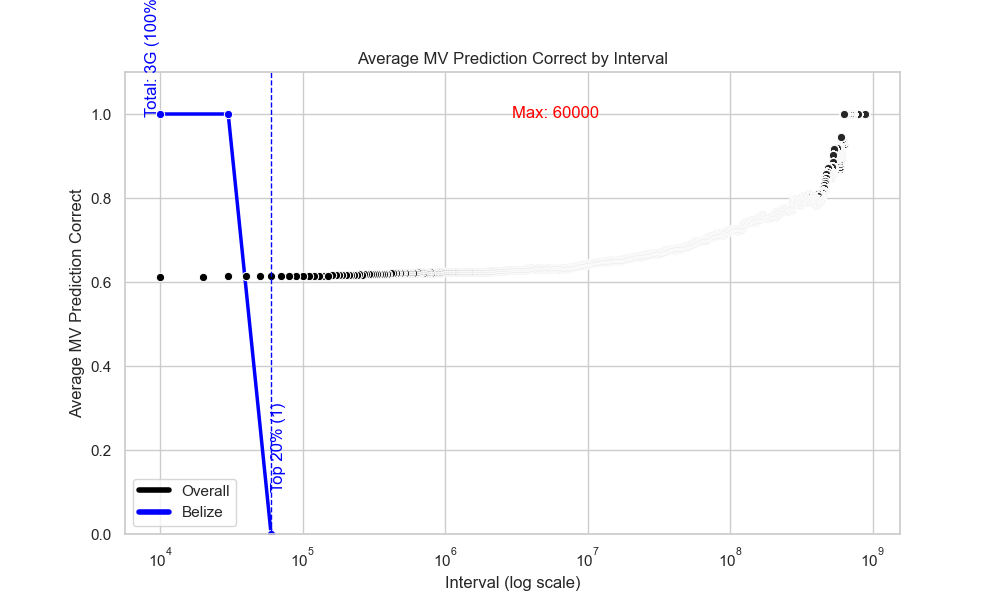 Total: 3G (100%
Average MV Prediction Correct by Interval
Max: 60000
Average MV Prediction Correct
1.0
0.8
0.6
0.4
0.2
0.0
Top 20% (1)
Overall
Belize
10^4
10^5
10^6
10^7
10^8
10^9
Interval (log scale)